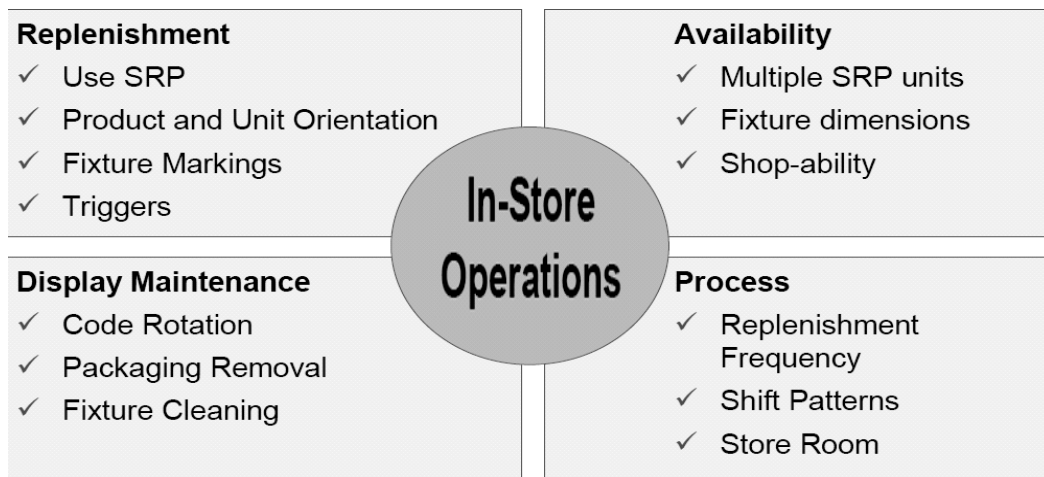 Replenishment
✓ Use SRP
✓ Product and Unit Orientation
✓ Fixture Markings
✓ Triggers
Availability
✓ Multiple SRP units
✓ Fixture dimensions
✓ Shop-ability
In-Store
Operations
Display Maintenance
✓ Code Rotation
✓ Packaging Removal
✓ Fixture Cleaning
Process
✓ Replenishment
Frequency
✓ Shift Patterns
✓ Store Room